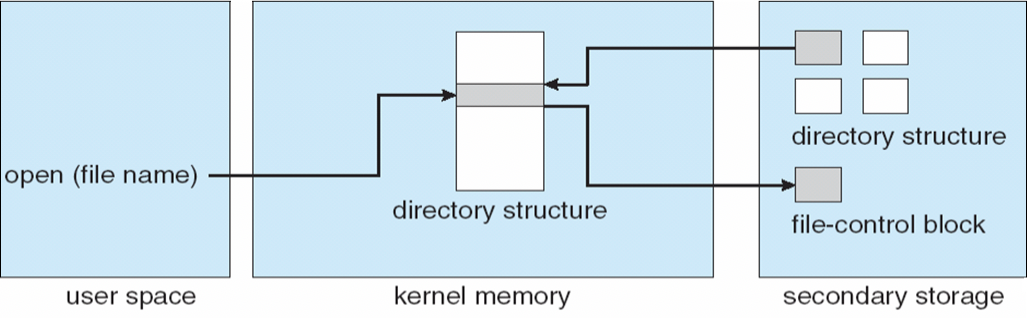 open (file name)
directory structure
directory structure
file-control block
user space
kernel memory
secondary storage